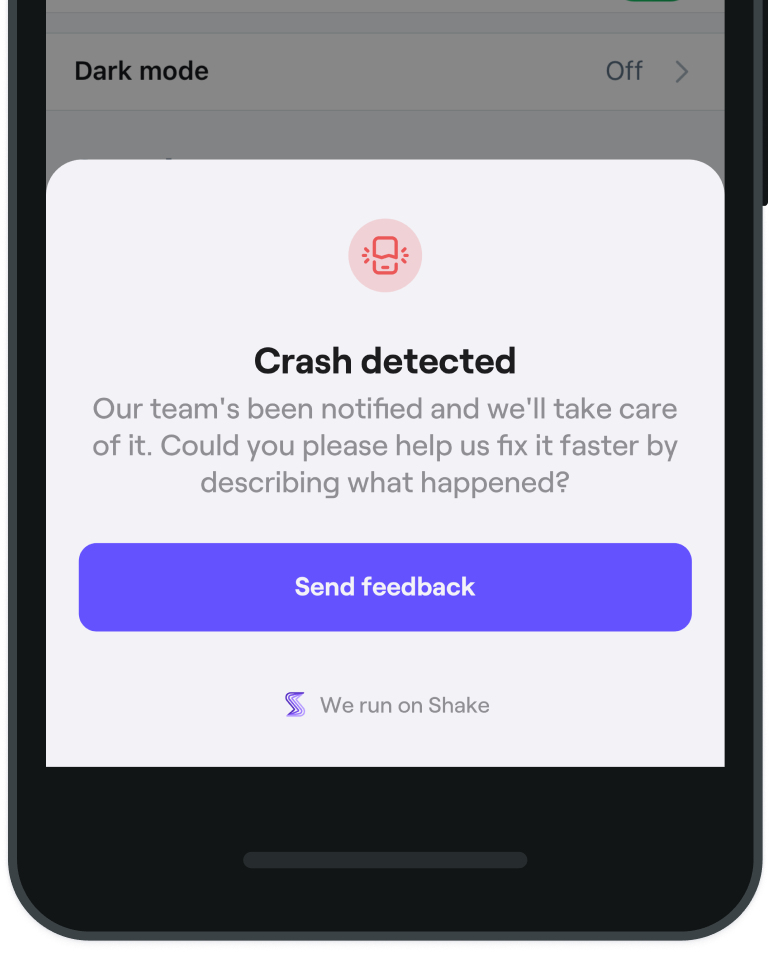 Dark mode
Off
Crash detected
Our team's been notified and we'll take care
of it. Could you please help us fix it faster by
describing what happened?
Send feedback
We run on Shake